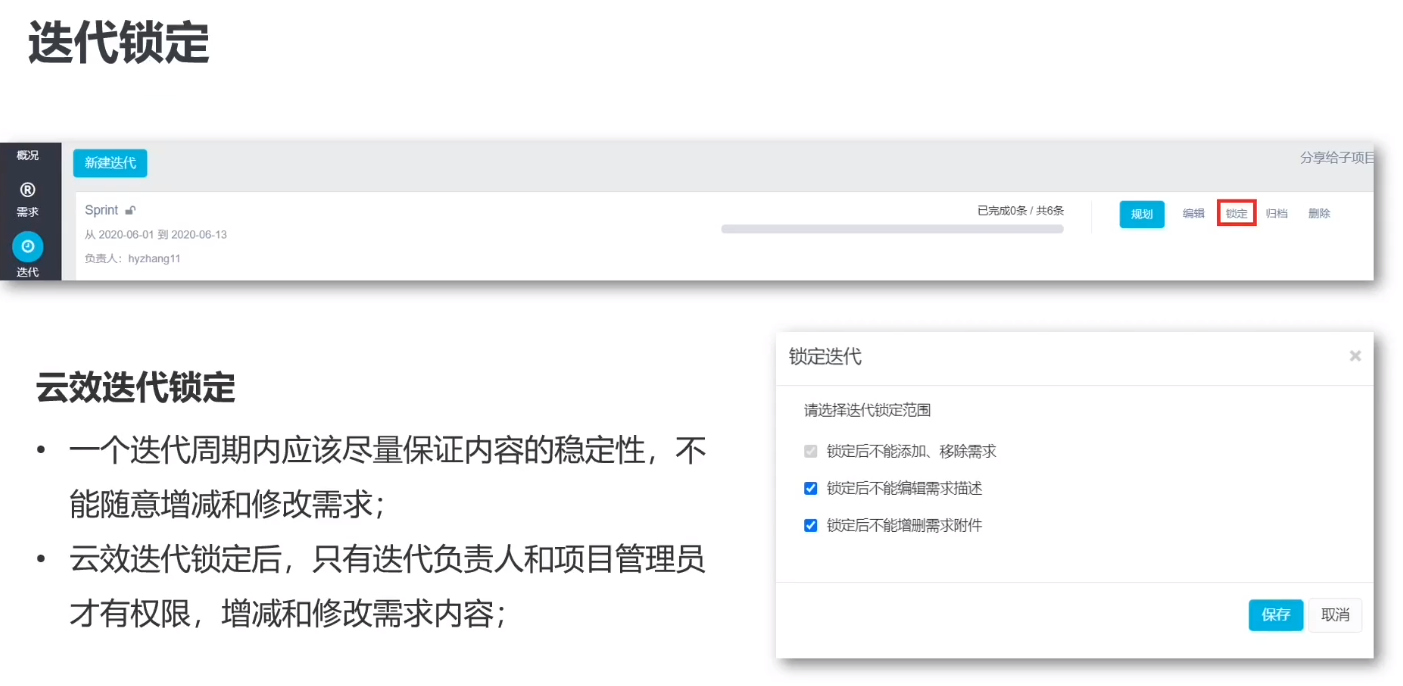 迭代锁定
概况
新建迭代
分享给子项目
需求
Sprint
已完成0条 / 共6条
规划
编辑
锁定
归档
删除
从 2020-06-01 到 2020-06-13
负责人：hyzhang11
迭代
云效迭代锁定
• 一个迭代周期内应该尽量保证内容的稳定性，不
能随意增减和修改需求；
• 云效迭代锁定后，只有迭代负责人和项目管理员
才有权限，增减和修改需求内容；
锁定迭代
请选择迭代锁定范围
锁定后不能添加、移除需求
锁定后不能编辑需求描述
锁定后不能增删需求附件
保存
取消